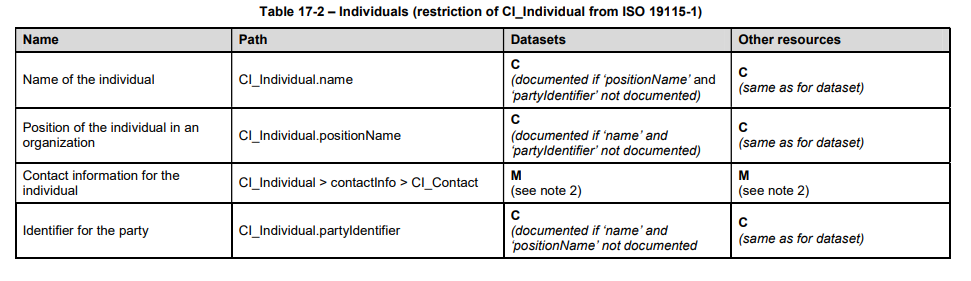 Table 17-2 – Individuals (restriction of CI_Individual from ISO 19115-1)
Name Path Datasets Other resources
Name of the individual CI_Individual.name C
(documented if ‘positionName’ and
‘partyIdentifier’ not documented) C
(same as for dataset)
Position of the individual in an
organization CI_Individual.positionName C
(documented if ‘name’ and
‘partyIdentifier’ not documented) C
(same as for dataset)
Contact information for the
individual CI_Individual > contactInfo > CI_Contact M
(see note 2) M
(see note 2)
Identifier for the party CI_Individual.partyIdentifier C
(documented if ‘name’ and
‘positionName’ not documented C
(same as for dataset)